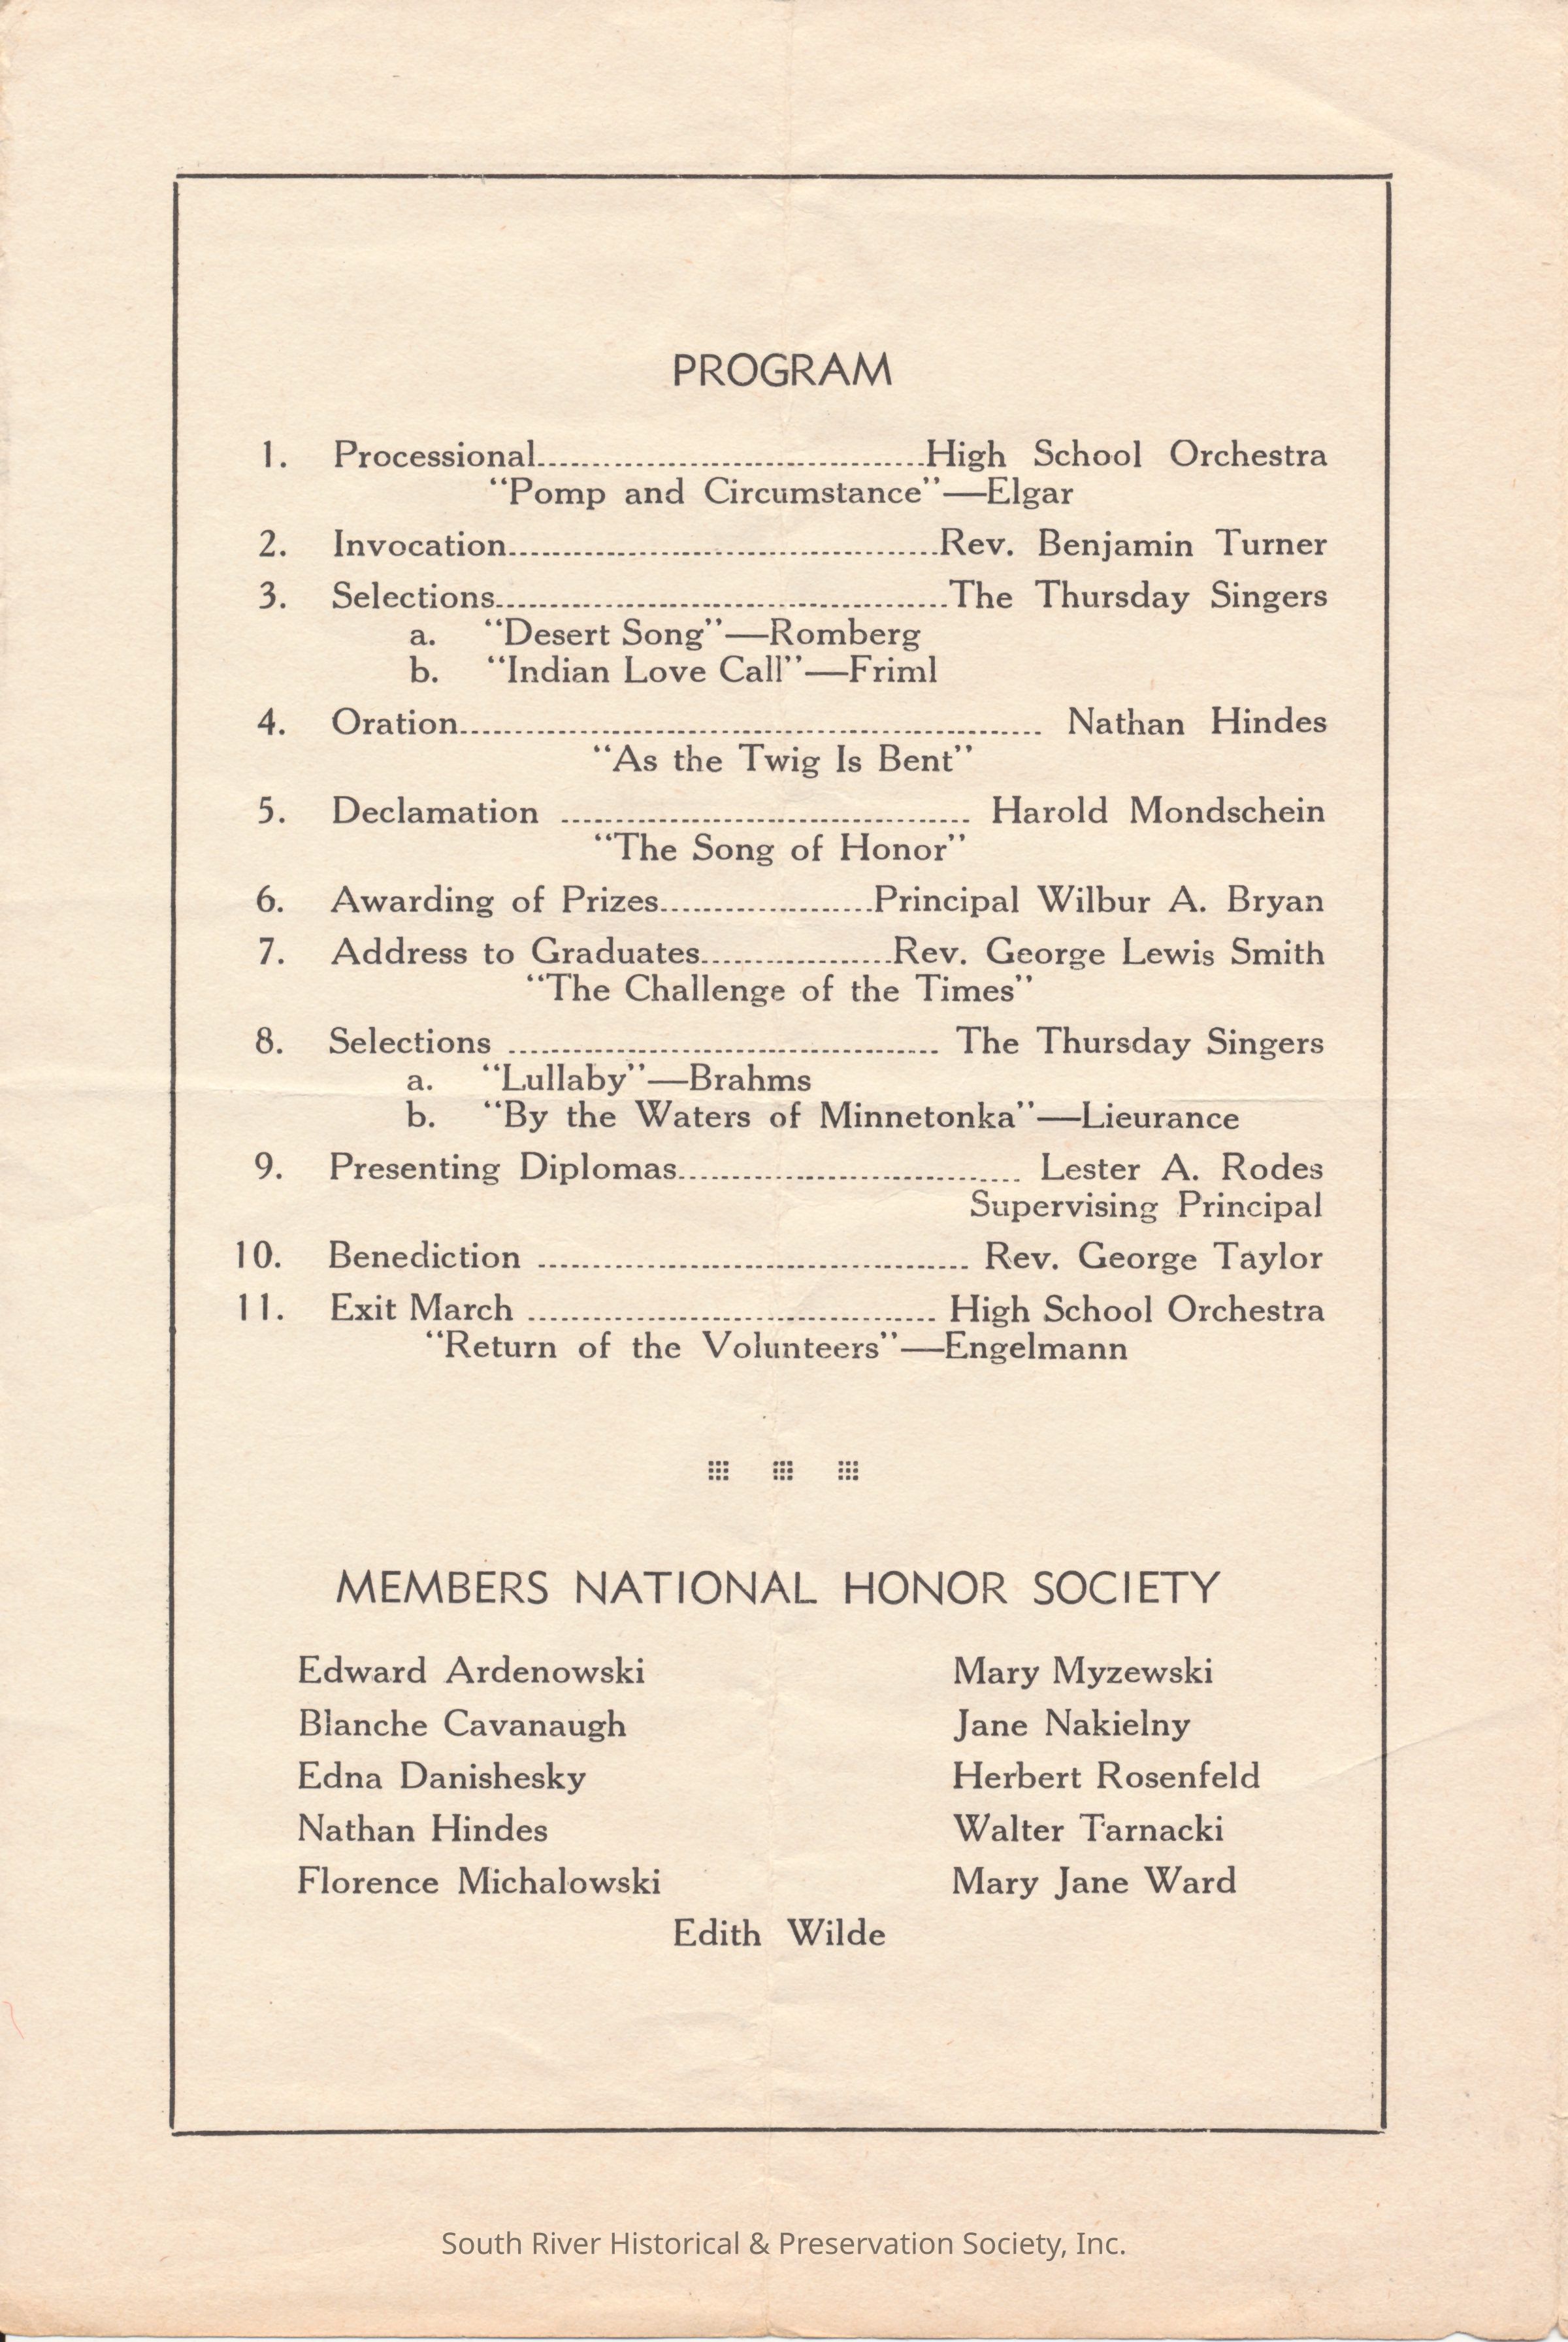 PROGRAM
1. Processional......High School Orchestra
"Pomp and Circumstance"—Elgar
2. Invocation......Rev. Benjamin Turner
3. Selections......The Thursday Singers
a. "Desert Song"—Romberg
b. "Indian Love Call"—Friml
4. Oration...... Nathan Hindes
"As the Twig Is Bent"
5. Declamation ...... Harold Mondschein
"The Song of Honor"
6. Awarding of Prizes......Principal Wilbur A. Bryan
7. Address to Graduates......Rev. George Lewis Smith
"The Challenge of the Times"
8. Selections ...... The Thursday Singers
a. "Lullaby"—Brahms
b. "By the Waters of Minnetonka"—Lieurance
9. Presenting Diplomas...... Lester A. Rodes
Supervising Principal
10. Benediction ...... Rev. George Taylor
11. Exit March ...... High School Orchestra
"Return of the Volunteers"—Engelmann
MEMBERS NATIONAL HONOR SOCIETY
Edward Ardenowski
Blanche Cavanaugh
Edna Danishesky
Nathan Hindes
Florence Michalowski
Mary Myzewski
Jane Nakielny
Herbert Rosenfeld
Walter Tarnacki
Mary Jane Ward
Edith Wilde
South River Historical & Preservation Society, Inc.